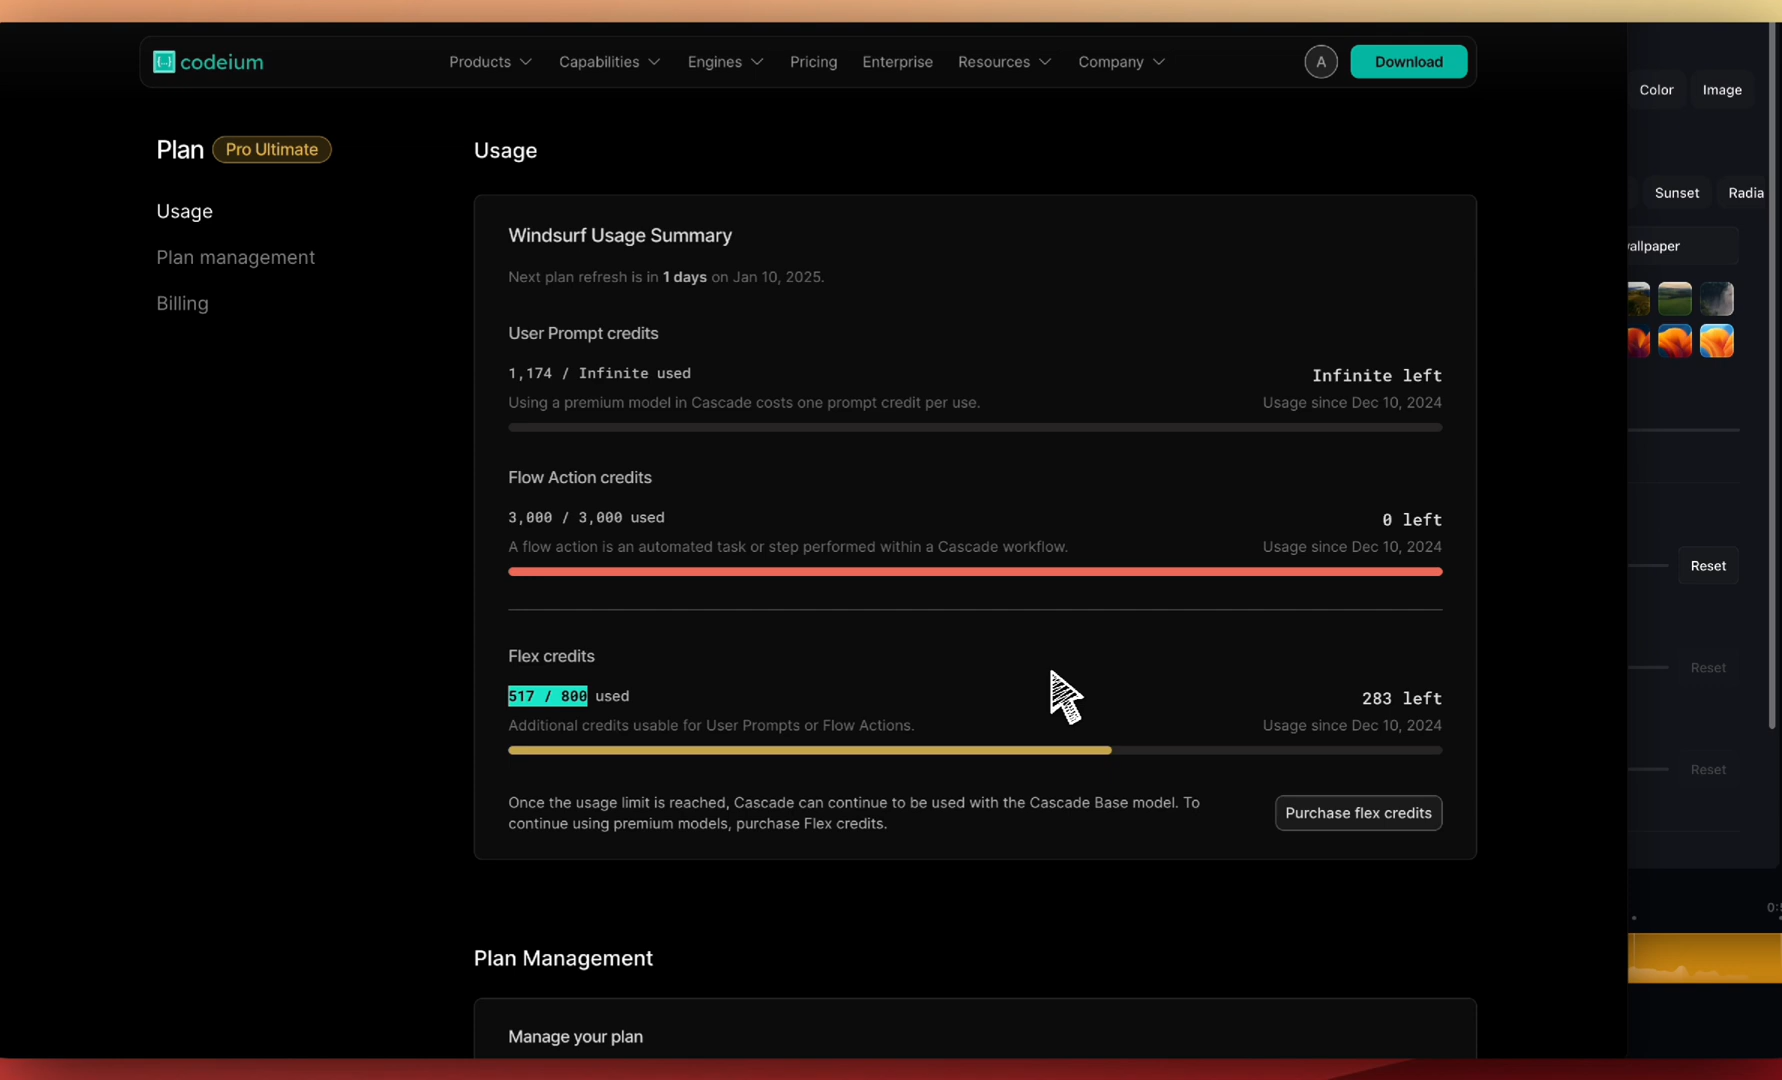 codeium
Products
Capabilities
Engines
Pricing
Enterprise
Resources
Company
A
Download
Plan
Pro Ultimate
Usage
Plan management
Billing
Usage
Windsurf Usage Summary
Next plan refresh is in 1 days on Jan 10, 2025.
User Prompt credits
1,174 / Infinite used
Infinite left
Using a premium model in Cascade costs one prompt credit per use.
Usage since Dec 10, 2024
Flow Action credits
3,000 / 3,000 used
0 left
A flow action is an automated task or step performed within a Cascade workflow.
Usage since Dec 10, 2024
Flex credits
517 / 800 used
283 left
Additional credits usable for User Prompts or Flow Actions.
Usage since Dec 10, 2024
Once the usage limit is reached, Cascade can continue to be used with the Cascade Base model. To
continue using premium models, purchase Flex credits.
Purchase flex credits
Plan Management
Manage your plan
Color
Image
Sunset
Radia
allpaper
Reset
Reset
Reset